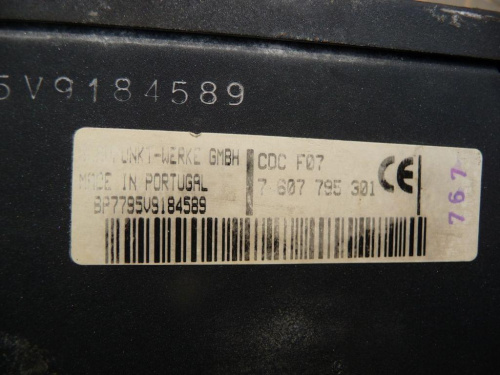 5V9184589
UNKT-WERKE GMBH
MADE IN PORTUGAL
BP7795V9184589
CDC F07
7 607 795 301
CE
767